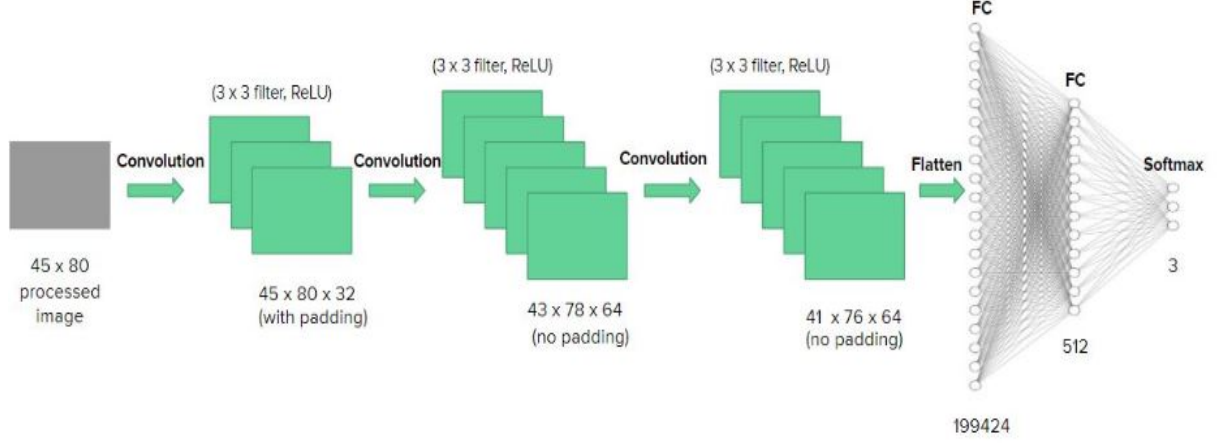 45 x 80
processed
image
Convolution
(3 x 3 filter, ReLU)
45 x 80 x 32
(with padding)
Convolution
(3 x 3 filter, ReLU)
43 x 78 x 64
(no padding)
Convolution
(3 x 3 filter, ReLU)
41 x 76 x 64
(no padding)
Flatten
FC
199424
FC
512
Softmax
3